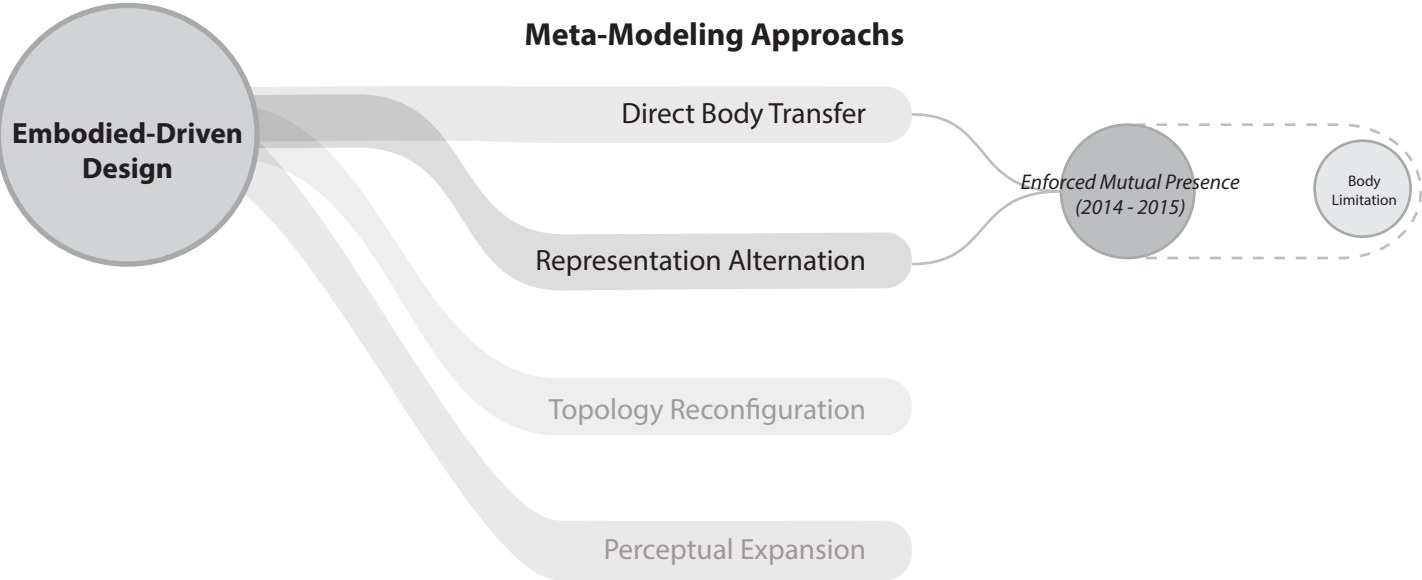 Meta-Modeling Approachs
Embodied-Driven
Design
Direct Body Transfer
Representation Alternation
Topology Reconfiguration
Perceptual Expansion
Enforced Mutual Presence
(2014 - 2015)
Body
Limitation